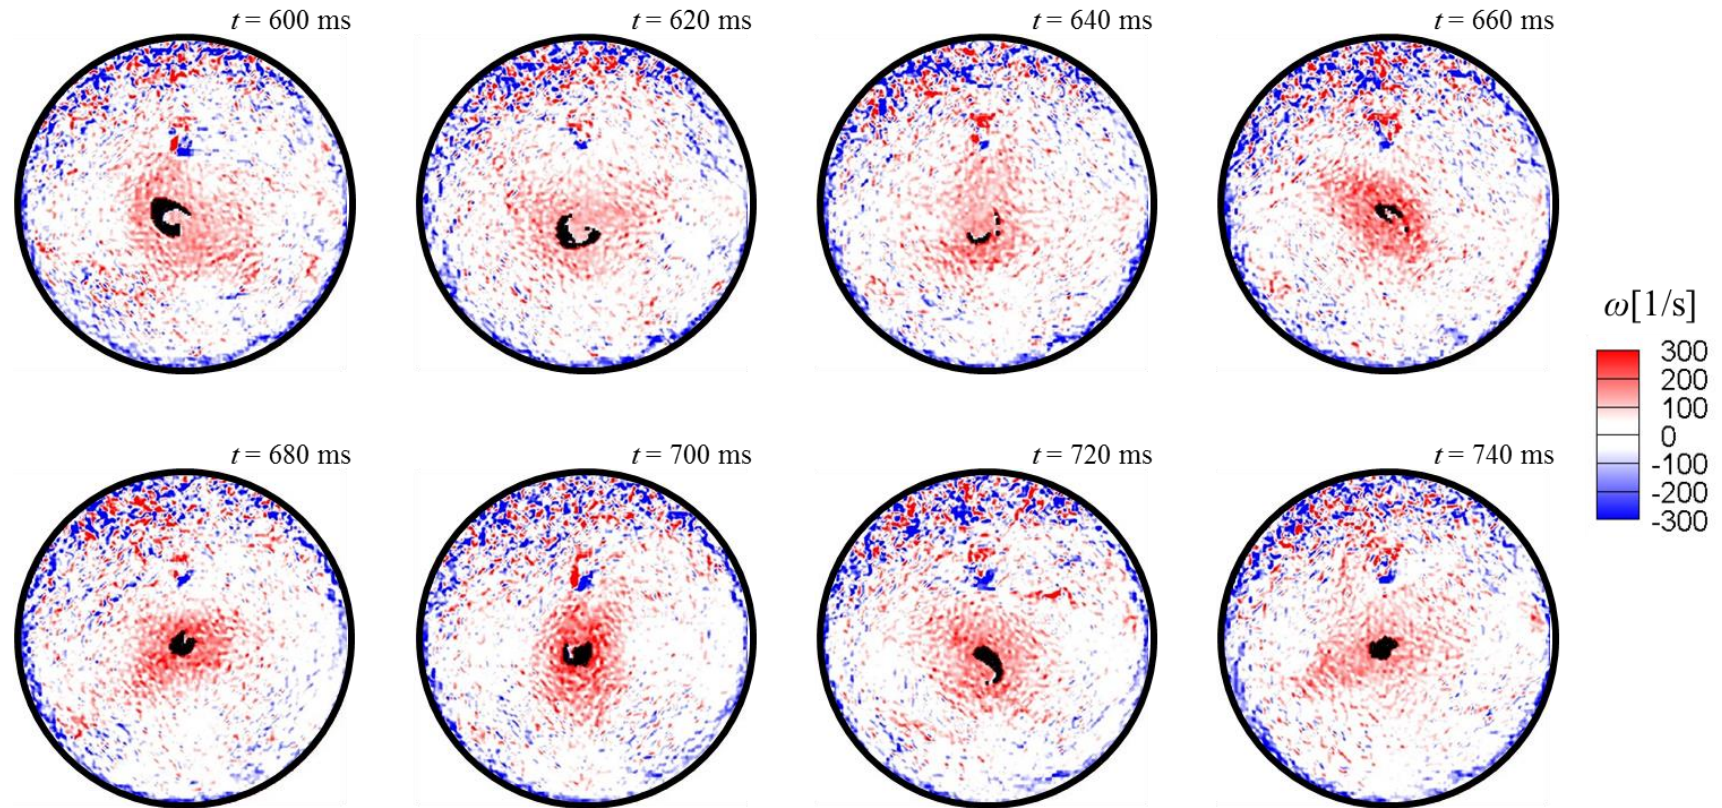 t = 600 ms
t = 620 ms
t = 640 ms
t = 660 ms
ω[1/s]
300
200
100
0
-100
-200
-300
t = 680 ms
t = 700 ms
t = 720 ms
t = 740 ms